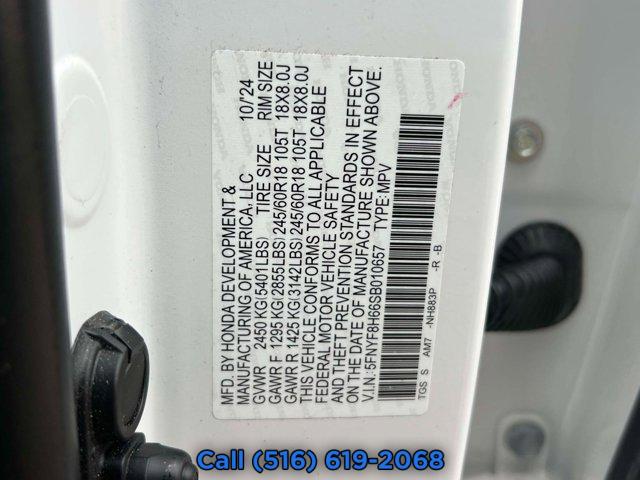 MFD. BY HONDA DEVELOPMENT &
MANUFACTURING OF AMERICA, LLC 10/'24
GVWR 2450 KG(5401LBS) TIRE SIZE RIM SIZE
GAWR F 1295 KG(2855LBS) 245/60R18 105T 18X8.0J
GAWR R 1425 KG(3142LBS) 245/60R18 105T 18X8.0J
THIS VEHICLE CONFORMS TO ALL APPLICABLE
FEDERAL MOTOR VEHICLE SAFETY
AND THEFT PREVENTION STANDARDS IN EFFECT
ON THE DATE OF MANUFACTURE SHOWN ABOVE.
V.I.N.: 5FNYF8H66SB010657 TYPE: MPV
TGS S AM7 -NH883P -R -B
Call (516) 619-2068